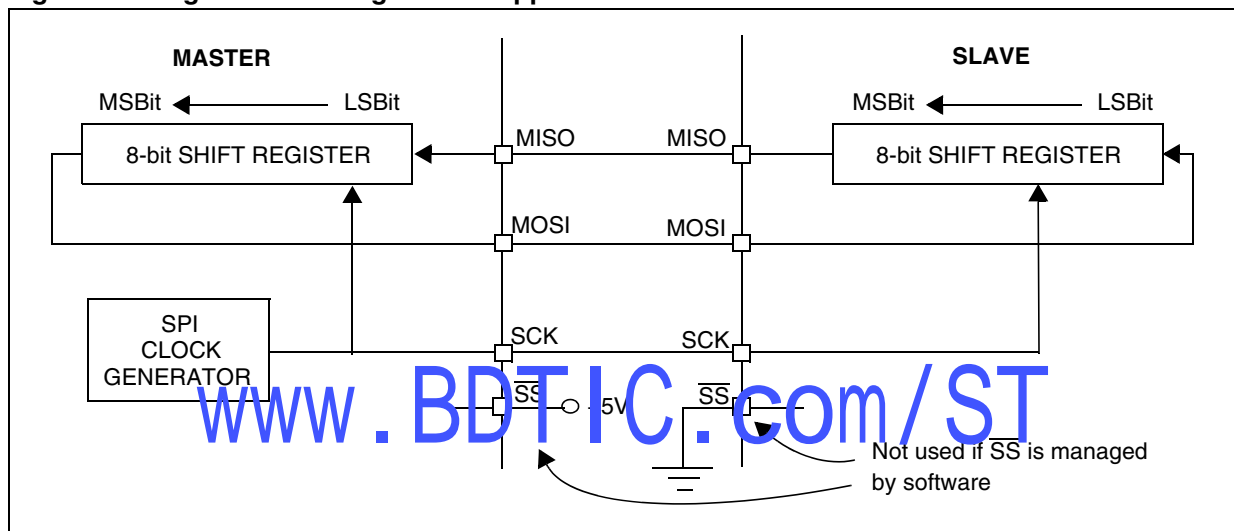 MASTER
SLAVE
MSBit
LSBit
MSBit
LSBit
8-bit SHIFT REGISTER
MISO
MISO
8-bit SHIFT REGISTER
MOSI
MOSI
SPI
CLOCK
GENERATOR
SCK
SCK
SS
5V
SS
www.BDTIC.com/ST
Not used if SS is managed
by software